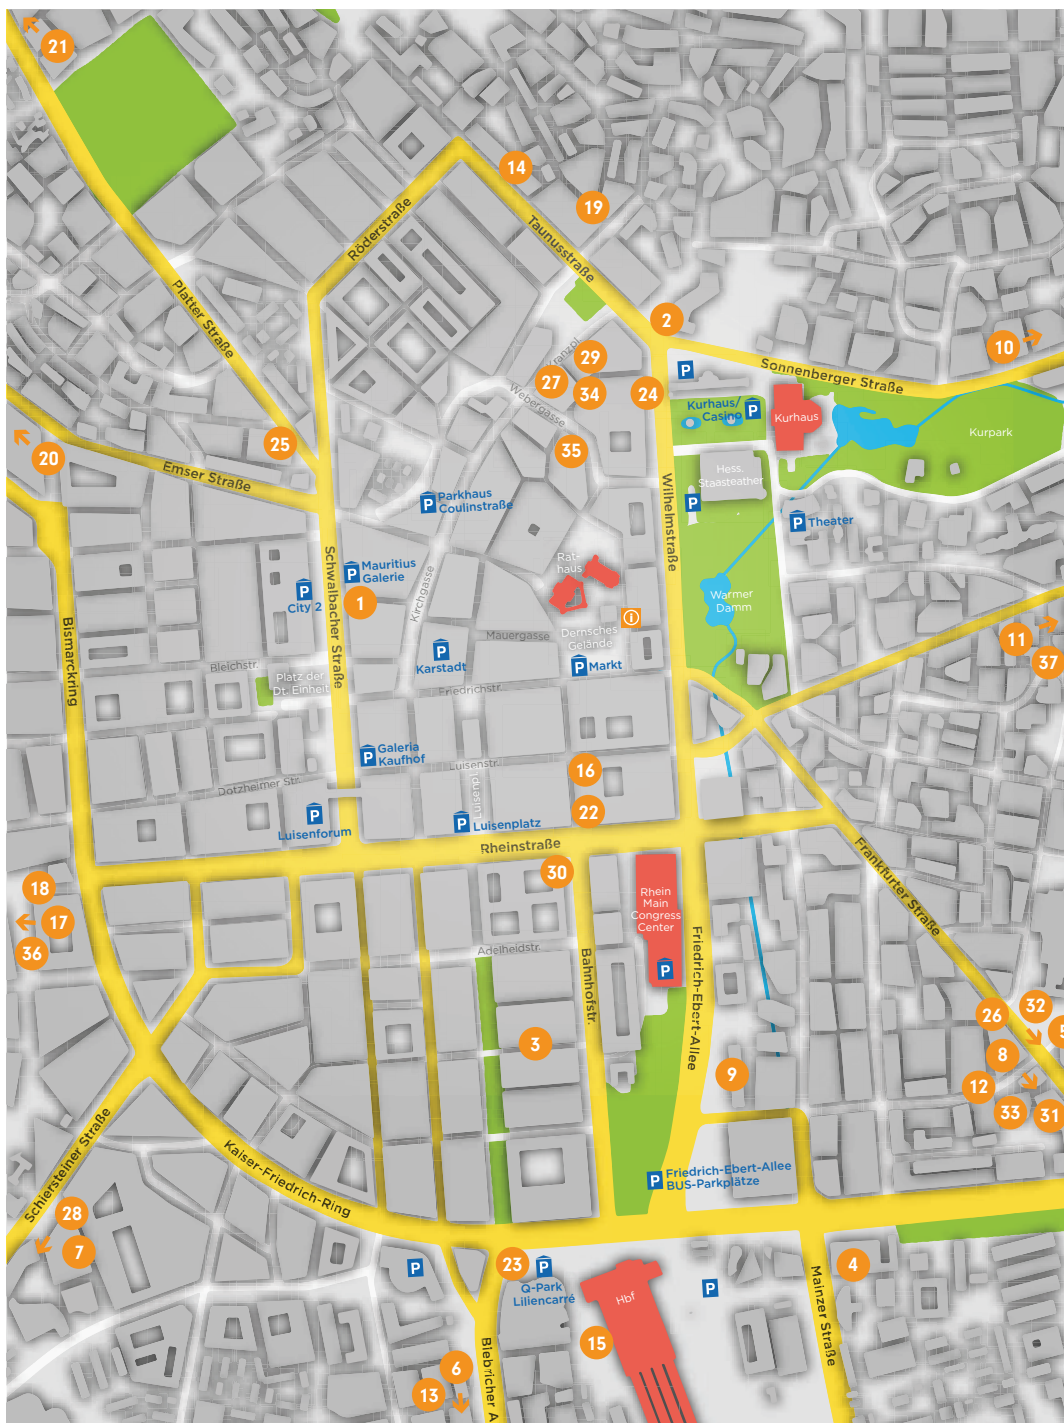 21
14
19
Röderstraße
Taunusstraße
Platter Straße
2
10
Kranzpl.
29
Sonnenberger Straße
P
27
34
24
Webergasse
Kurhaus/
Casino
P
Kurhaus
Kurpark
20
25
35
Emser Straße
Hess.
Staasteather
Wilhelmstraße
P
Parkhaus
Coulinstraße
P
P
Theater
Schwalbacher Straße
P
Mauritius
Galerie
Rat-
haus
P
City 2
1
Kirchgasse
Warmer
Damm
i
Bismarckring
Mauergasse
Dernsches
Gelände
11
37
P
Karstadt
P
Markt
Bleichstr.
Platz der
Dt. Einheit
Friedrichstr.
P
Galeria
Kaufhof
Luisenstr.
16
Dotzheimer Str.
Luisenpl.
22
P
Luisenforum
P
Luisenplatz
Rheinstraße
Frankfurter Straße
18
30
17
36
Rhein
Main
Congress
Center
P
Adelheidstr.
Bahnhofstr.
Friedrich-Ebert-Allee
3
9
26
32
5
8
12
33
31
Schiersteiner Straße
Kaiser-Friedrich-Ring
P
Friedrich-Ebert-Allee
BUS-Parkplätze
28
7
P
23
P
Q-Park
Liliencarré
Hbf
P
4
Mainzer Straße
15
Biebricher A
6
13